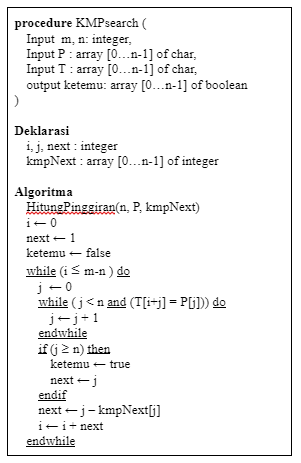 procedure KMPsearch (
Input m, n: integer,
Input P : array [0…n-1] of char,
Input T : array [0…n-1] of char,
output ketemu: array [0…n-1] of boolean
)
Deklarasi
i, j, next : integer
kmpNext : array [0…n-1] of integer
Algoritma
HitungPinggiran(n, P, kmpNext)
i ← 0
next ← 1
ketemu ← false
while (i ≤ m-n ) do
j ← 0
while ( j < n and (T[i+j] = P[j])) do
j ← j + 1
endwhile
if (j ≥ n) then
ketemu ← true
next ← j
endif
next ← j – kmpNext[j]
i ← i + next
endwhile